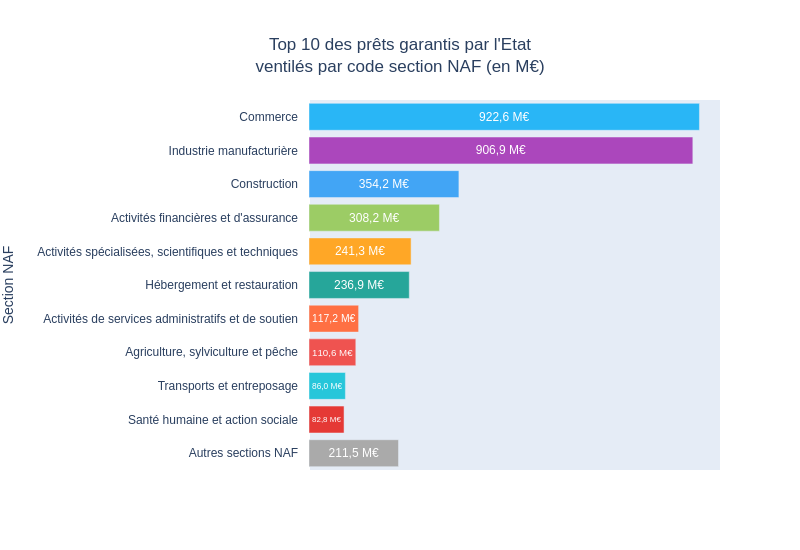 Top 10 des prêts garantis par l'Etat
ventilés par code section NAF (en M€)
Section NAF
Commerce 922,6 M€
Industrie manufacturière 906,9 M€
Construction 354,2 M€
Activités financières et d'assurance 308,2 M€
Activités spécialisées, scientifiques et techniques 241,3 M€
Hébergement et restauration 236,9 M€
Activités de services administratifs et de soutien 117,2 M€
Agriculture, sylviculture et pêche 110,6 M€
Transports et entreposage 86,0 M€
Santé humaine et action sociale 82,8 M€
Autres sections NAF 211,5 M€